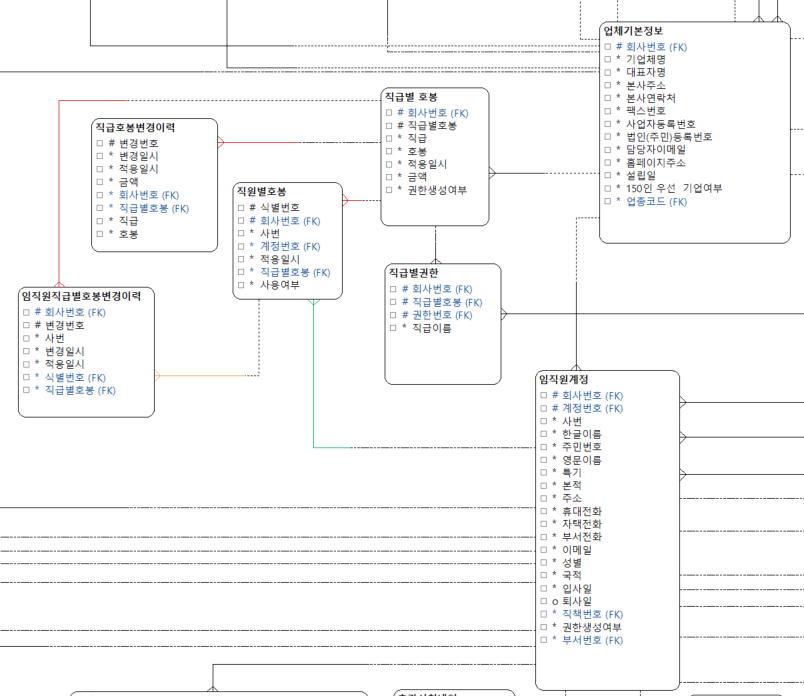 업체기본정보
# 회사번호 (FK)
* 기업체명
* 대표자명
* 본사주소
* 본사연락처
* 팩스번호
* 사업자등록번호
* 법인(주민)등록번호
* 담당자이메일
* 홈페이지주소
* 설립일
* 150인 우선 기업여부
* 업종코드 (FK)
직급별 호봉
# 회사번호 (FK)
# 직급별호봉
* 직급
* 호봉
* 적용일시
* 금액
* 권한생성여부
직급호봉변경이력
# 변경번호
* 변경일시
* 적용일시
* 금액
* 회사번호 (FK)
* 직급별호봉 (FK)
* 직급
* 호봉
직원별호봉
# 식별번호
# 회사번호 (FK)
* 사번
* 계정번호 (FK)
* 적용일시
* 직급별호봉 (FK)
* 사용여부
직급별권한
# 회사번호 (FK)
# 직급별호봉 (FK)
# 권한번호 (FK)
* 직급이름
임직원직급별호봉변경이력
# 회사번호 (FK)
# 변경번호
* 사번
* 변경일시
* 적용일시
* 식별번호 (FK)
* 직급별호봉 (FK)
임직원계정
# 회사번호 (FK)
# 계정번호 (FK)
* 사번
* 한글이름
* 주민번호
* 영문이름
* 특기
* 본적
* 주소
* 휴대전화
* 자택전화
* 부서전화
* 이메일
* 성별
* 국적
* 입사일
o 퇴사일
* 직책번호 (FK)
* 권한생성여부
* 부서번호 (FK)